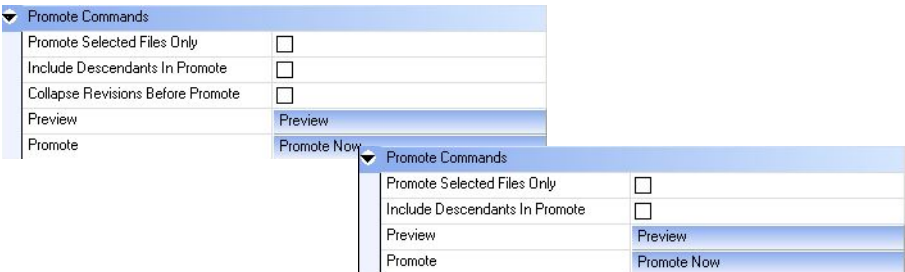 Promote Commands
Promote Selected Files Only
Include Descendants In Promote
Collapse Revisions Before Promote
Preview Preview
Promote Promote Now
Promote Commands
Promote Selected Files Only
Include Descendants In Promote
Preview Preview
Promote Promote Now